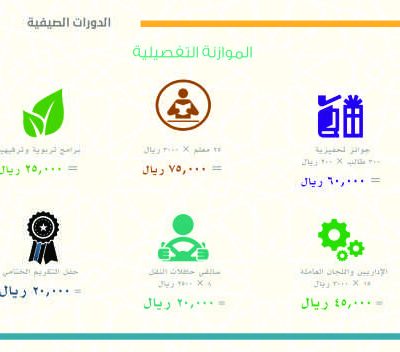 الدورات الصيفية
الموازنة التفصيلية
جوائز تحفيزية
٣٠٠ طالب × ٢٠٠ ريال
= ٦٠,٠٠٠ ريال
٢٥ معلم × ٣٠٠٠ ريال
= ٧٥,٠٠٠ ريال
برامج تربوية وترفيهية
= ٢٥,٠٠٠ ريال
الإداريين واللجان العاملة
١٥ × ٣٠٠٠ ريال
= ٤٥,٠٠٠ ريال
سائقي حافلات النقل
٨ × ٢٥٠٠ ريال
= ٢٠,٠٠٠ ريال
حفل التكريم الختامي
= ٢٠,٠٠٠ ريال